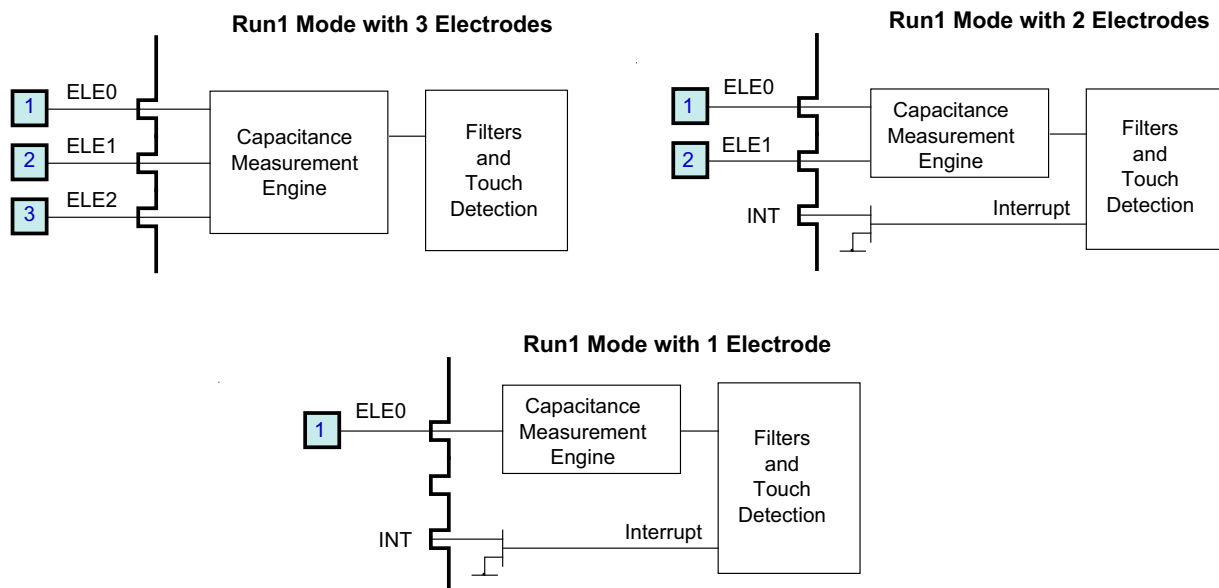 Run1 Mode with 3 Electrodes
1
ELE0
2
ELE1
3
ELE2
Capacitance
Measurement
Engine
Filters
and
Touch
Detection
Run1 Mode with 2 Electrodes
1
ELE0
2
ELE1
INT
Capacitance
Measurement
Engine
Interrupt
Filters
and
Touch
Detection
Run1 Mode with 1 Electrode
1
ELE0
INT
Capacitance
Measurement
Engine
Interrupt
Filters
and
Touch
Detection